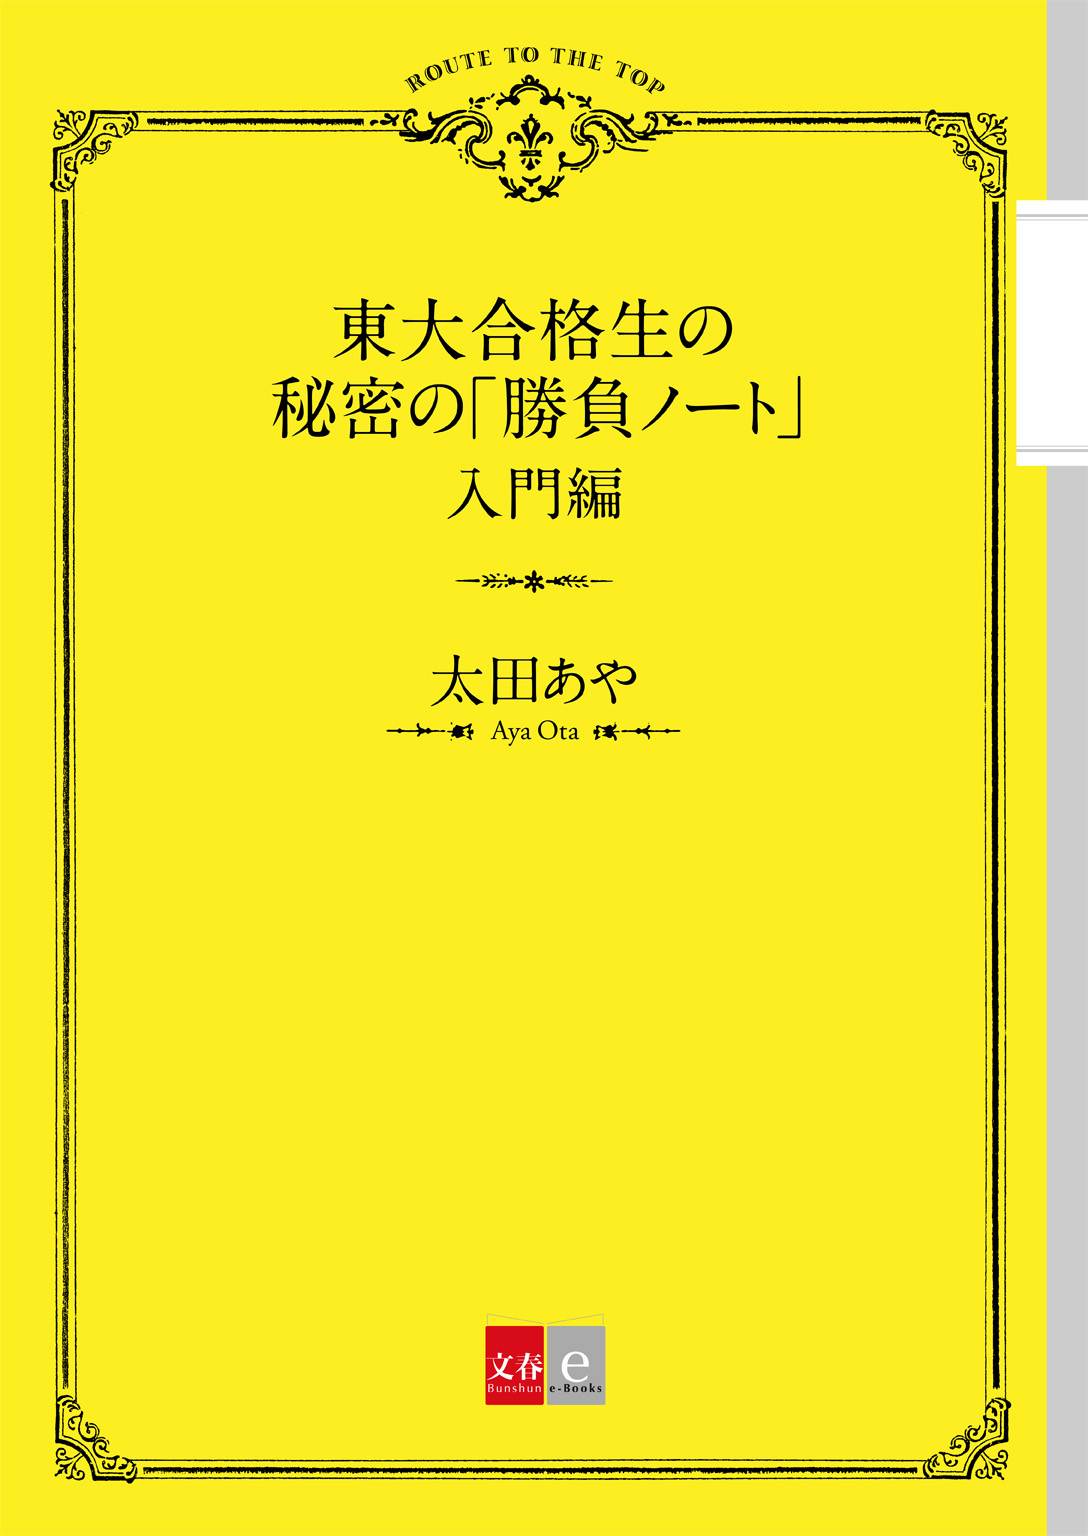 ROUTE TO THE TOP
東大合格生の
秘密の「勝負ノート」
入門編
太田あや
Aya Ota
文春 e
Bunshun e-Books